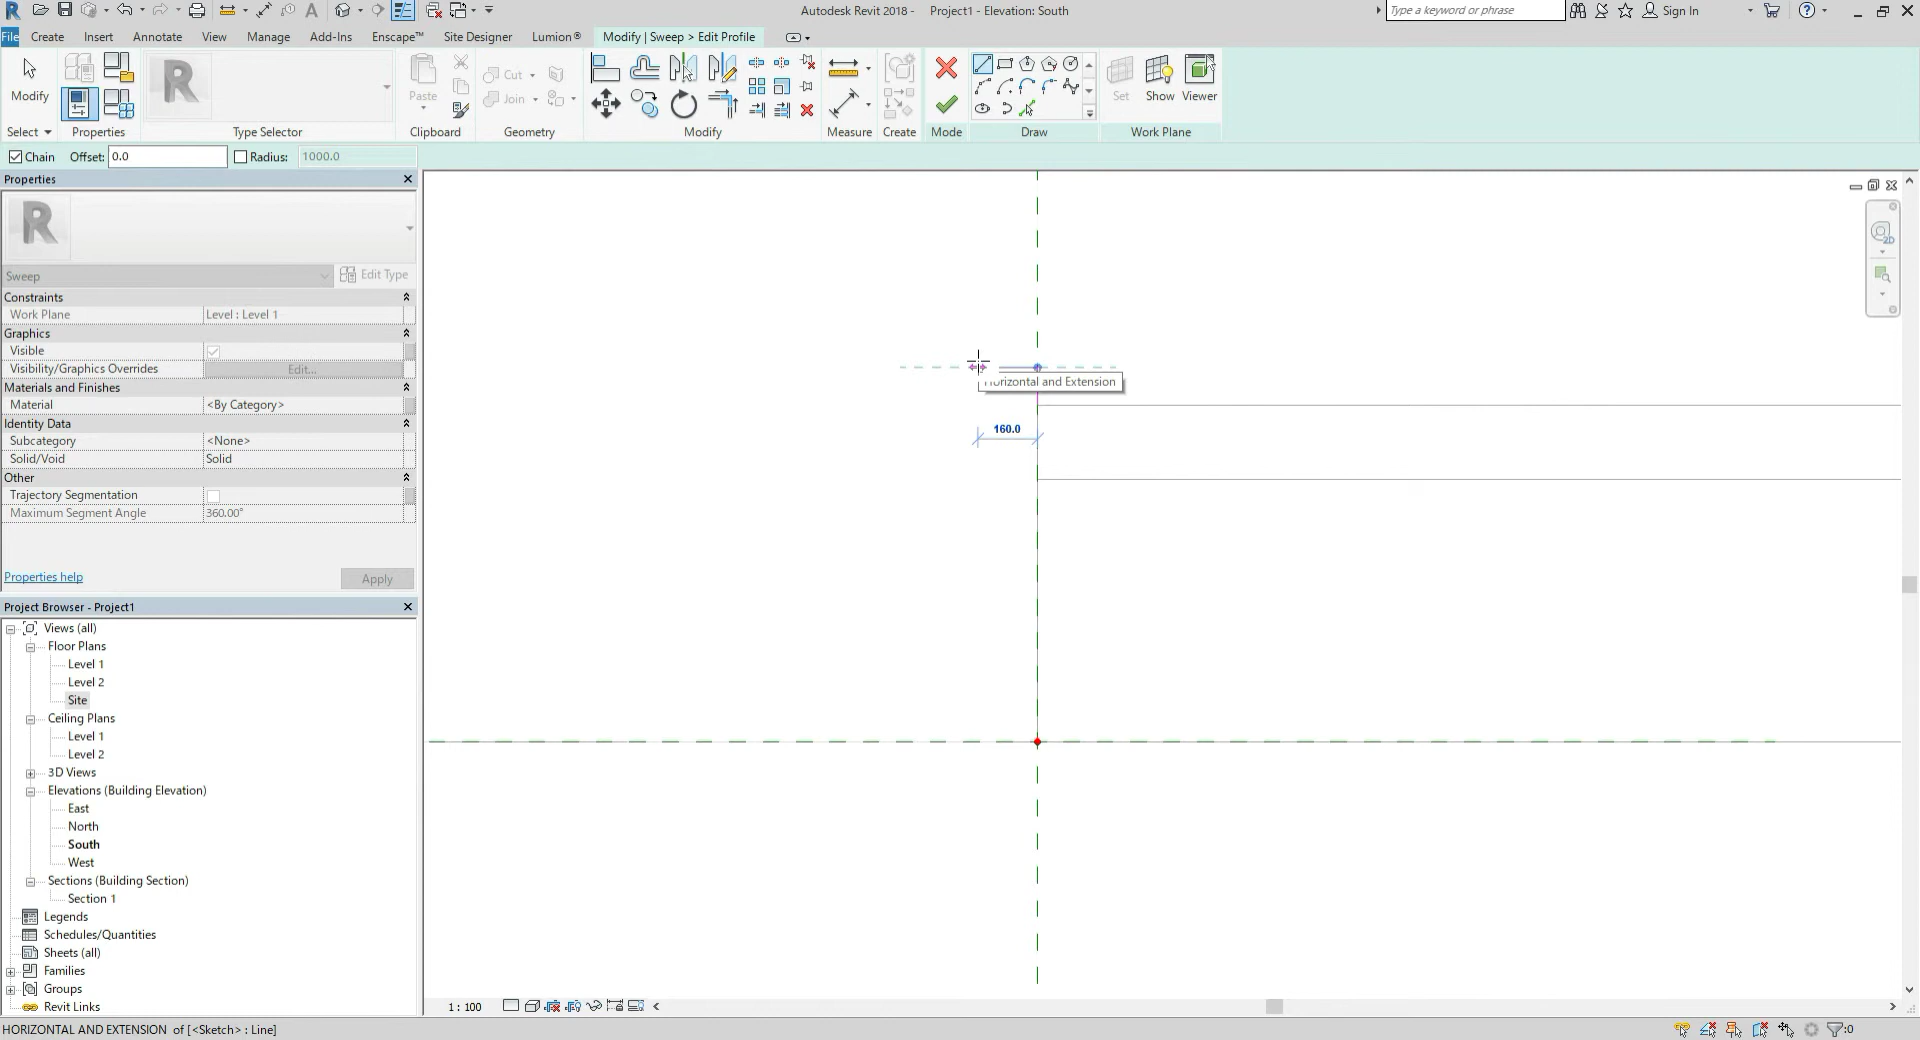 Autodesk Revit 2018 - Project1 - Elevation: South
Type a keyword or phrase
Sign In
File Create Insert Annotate View Manage Add-Ins Enscape™ Site Designer Lumion® Modify | Sweep > Edit Profile
Modify
Paste
Cut
Join
Set Show Viewer
Select Properties Type Selector Clipboard Geometry Modify Measure Create Mode Draw Work Plane
Chain Offset: 0.0 Radius: 1000.0
Properties
Sweep
Edit Type
Constraints
Work Plane Level : Level 1
Graphics
Visible
Visibility/Graphics Overrides Edit...
Materials and Finishes
Material <By Category>
Identity Data
Subcategory <None>
Solid/Void Solid
Other
Trajectory Segmentation
Maximum Segment Angle 360.00°
Properties help
Apply
Project Browser - Project1
Views (all)
Floor Plans
Level 1
Level 2
Site
Ceiling Plans
Level 1
Level 2
3D Views
Elevations (Building Elevation)
East
North
South
West
Sections (Building Section)
Section 1
Legends
Schedules/Quantities
Sheets (all)
Families
Groups
Revit Links
Horizontal and Extension
160.0
2D
1 : 100
HORIZONTAL AND EXTENSION of [<Sketch> : Line]
:0